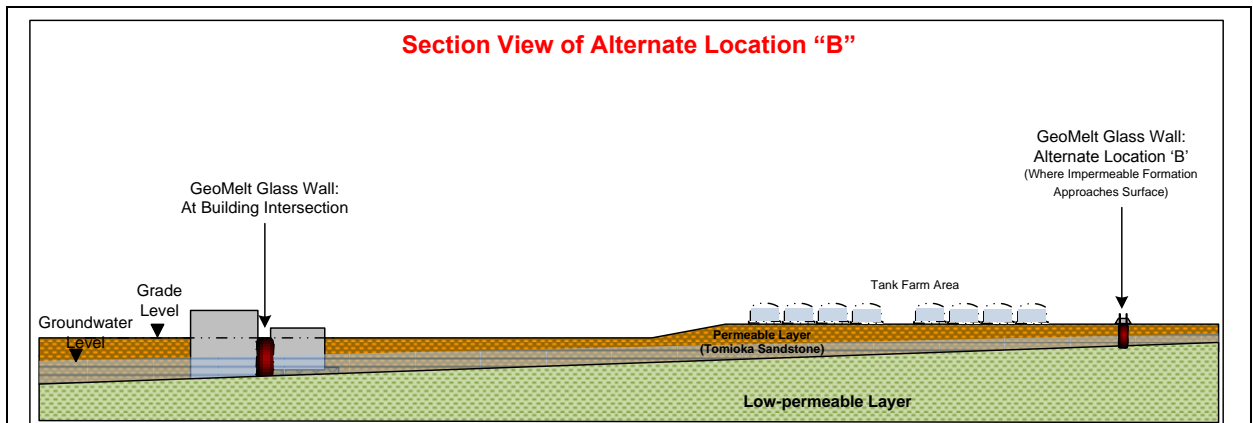 Section View of Alternate Location “B”
GeoMelt Glass Wall:
Alternate Location ‘B’
(Where Impermeable Formation
Approaches Surface)
GeoMelt Glass Wall:
At Building Intersection
Tank Farm Area
Grade
Level
Groundwater
Level
Permeable Layer
(Tomioka Sandstone)
Low-permeable Layer